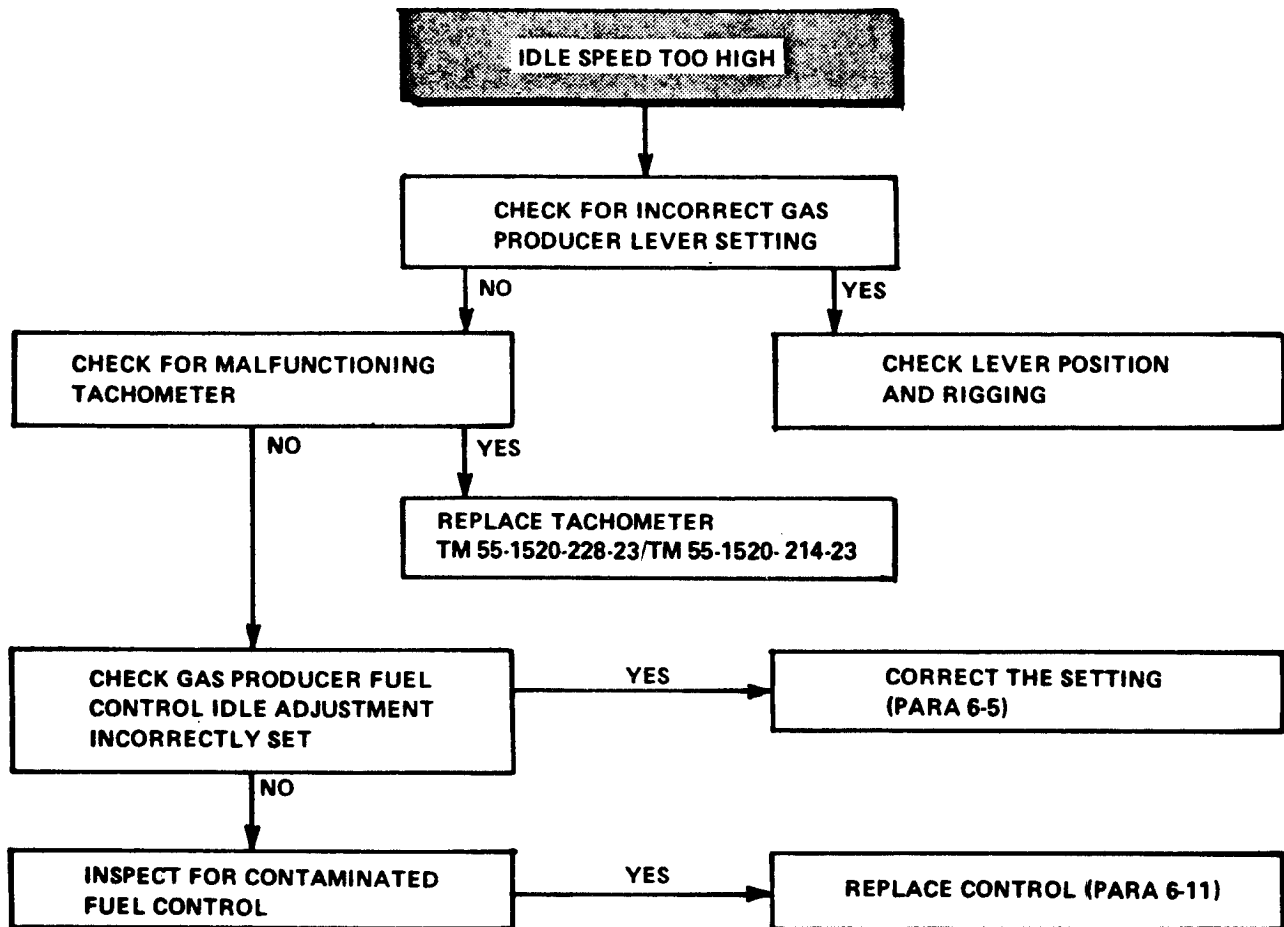 IDLE SPEED TOO HIGH
CHECK FOR INCORRECT GAS
PRODUCER LEVER SETTING
NO
YES
CHECK FOR MALFUNCTIONING
TACHOMETER
CHECK LEVER POSITION
AND RIGGING
NO
YES
REPLACE TACHOMETER
TM 55-1520-228-23/TM 55-1520-214-23
CHECK GAS PRODUCER FUEL
CONTROL IDLE ADJUSTMENT
INCORRECTLY SET
YES
CORRECT THE SETTING
(PARA 6-5)
NO
INSPECT FOR CONTAMINATED
FUEL CONTROL
YES
REPLACE CONTROL (PARA 6-11)